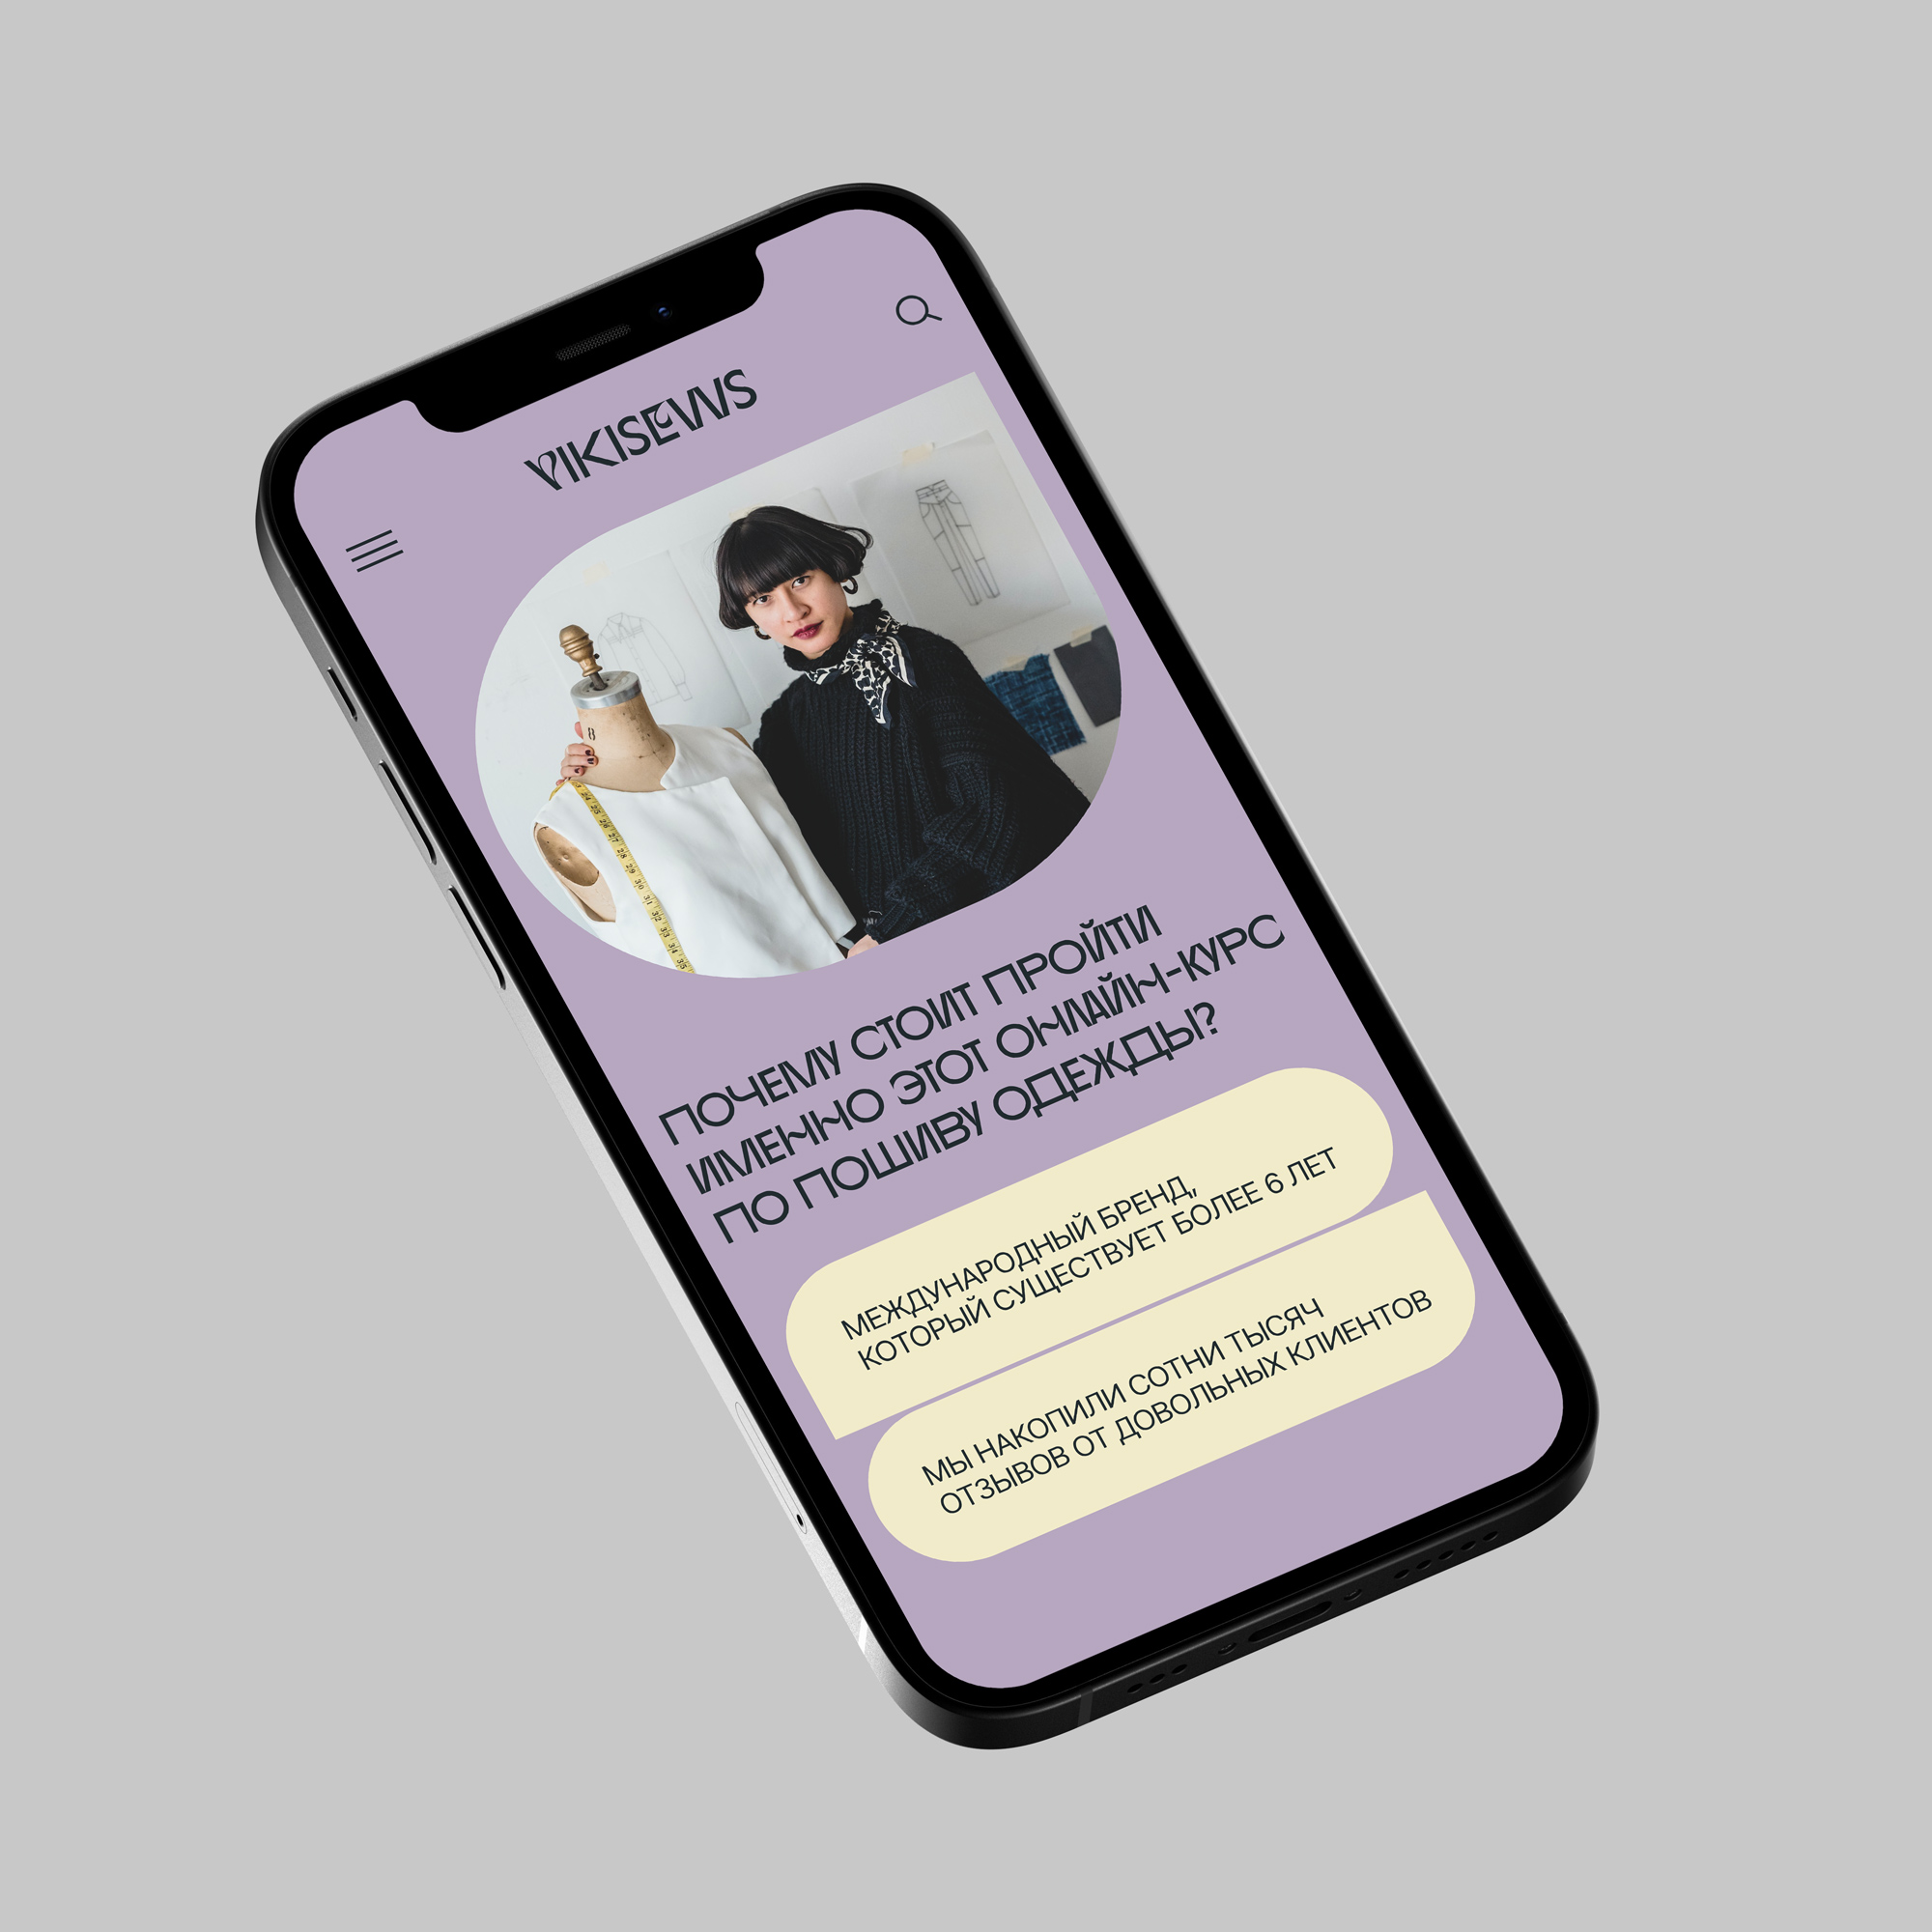 VIKISEWS
ПОЧЕМУ СТОИТ ПРОЙТИ
ИМЕННО ЭТОТ ОНЛАЙН-КУРС
ПО ПОШИВУ ОДЕЖДЫ?
МЕЖДУНАРОДНЫЙ БРЕНД,
КОТОРЫЙ СУЩЕСТВУЕТ БОЛЕЕ 6 ЛЕТ
МЫ НАКОПИЛИ СОТНИ ТЫСЯЧ
ОТЗЫВОВ ОТ ДОВОЛЬНЫХ КЛИЕНТОВ